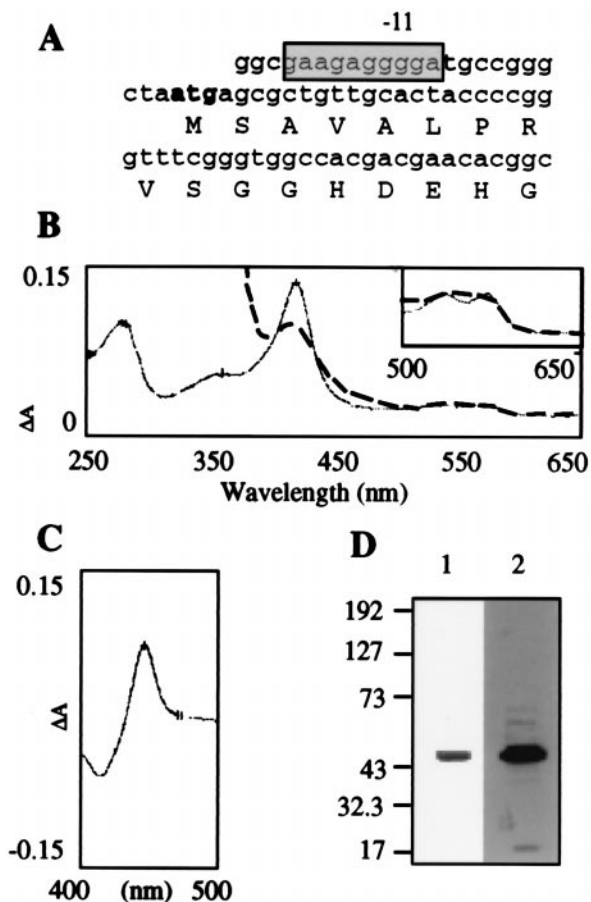 A
-11
ggcgaagaggggatgccggg
ctaatgagcgctgttgcactaccccgg
M S A V A L P R
gtttcgggtggccacgacgaacacggc
V S G G H D E H G
B
0.15
ΔA
0
500 650
250 350 450 550 650
Wavelength (nm)
C
0.15
ΔA
-0.15
400 (nm) 500
D
1 2
192
127
73
43
32.3
17